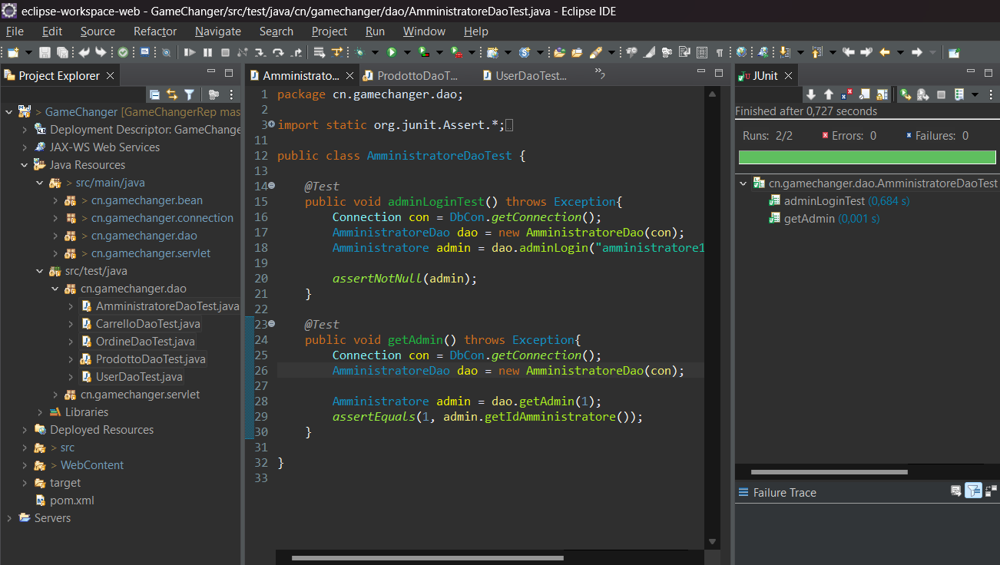 eclipse-workspace-web - GameChanger/src/test/java/cn/gamechanger/dao/AmministratoreDaoTest.java - Eclipse IDE
File Edit Source Refactor Navigate Search Project Run Window Help
Project Explorer
> GameChanger [GameChangerRep mas
Deployment Descriptor: GameChange
JAX-WS Web Services
Java Resources
> src/main/java
> cn.gamechanger.bean
> cn.gamechanger.connection
> cn.gamechanger.dao
> cn.gamechanger.servlet
src/test/java
cn.gamechanger.dao
AmministratoreDaoTest.java
CarrelloDaoTest.java
OrdineDaoTest.java
ProdottoDaoTest.java
UserDaoTest.java
cn.gamechanger.servlet
Libraries
Deployed Resources
> src
> WebContent
target
pom.xml
Servers
Amministrato... ProdottoDaoT... UserDaoTest... »2
1 package cn.gamechanger.dao;
2
3 import static org.junit.Assert.*;
11
12 public class AmministratoreDaoTest {
13
14 @Test
15 public void adminLoginTest() throws Exception{
16 Connection con = DbCon.getConnection();
17 AmministratoreDao dao = new AmministratoreDao(con);
18 Amministratore admin = dao.adminLogin("amministratore1
19
20 assertNotNull(admin);
21 }
22
23 @Test
24 public void getAdmin() throws Exception{
25 Connection con = DbCon.getConnection();
26 AmministratoreDao dao = new AmministratoreDao(con);
27
28 Amministratore admin = dao.getAdmin(1);
29 assertEquals(1, admin.getIdAmministratore());
30 }
31
32 }
33
JUnit
Finished after 0,727 seconds
Runs: 2/2 Errors: 0 Failures: 0
cn.gamechanger.dao.AmministratoreDaoTest
adminLoginTest (0,684 s)
getAdmin (0,001 s)
Failure Trace